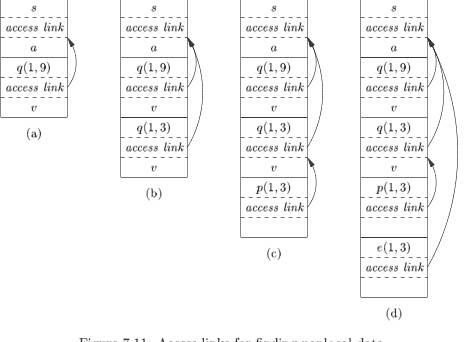 s
access link
a
q(1,9)
access link
v
(a)
s
access link
a
q(1,9)
access link
v
q(1,3)
access link
v
(b)
s
access link
a
q(1,9)
access link
v
q(1,3)
access link
v
p(1,3)
access link
(c)
s
access link
a
q(1,9)
access link
v
q(1,3)
access link
v
p(1,3)
access link
e(1,3)
access link
(d)
Figure 7.11: Access links for finding nonlocal data